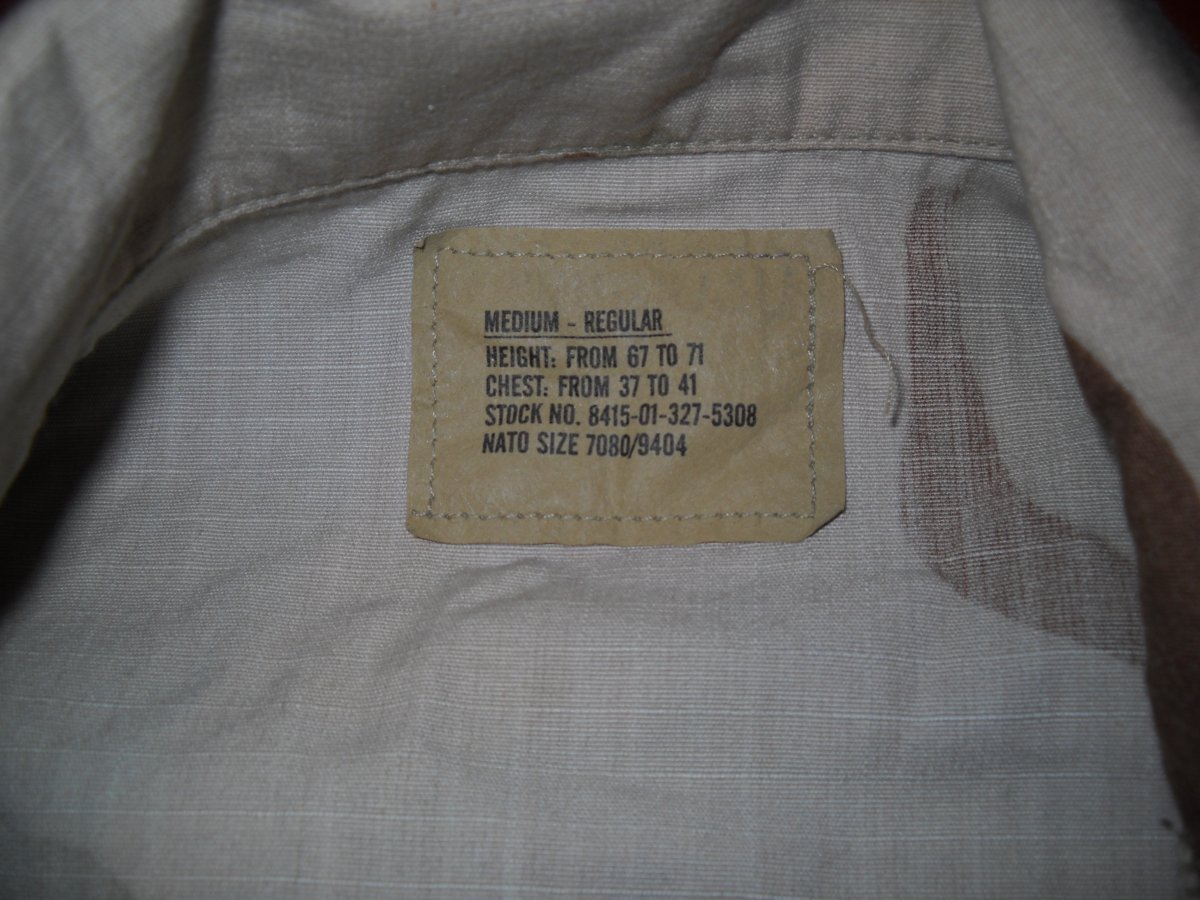 MEDIUM - REGULAR
HEIGHT: FROM 67 TO 71
CHEST: FROM 37 TO 41
STOCK NO. 8415-01-327-5308
NATO SIZE 7080/9404